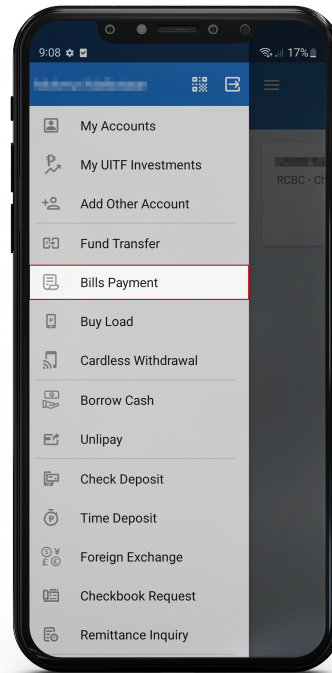 9:08
17%
My Accounts
RCBC - Ch
My UITF Investments
Add Other Account
Fund Transfer
Bills Payment
Buy Load
Cardless Withdrawal
Borrow Cash
Unlipay
Check Deposit
Time Deposit
Foreign Exchange
Checkbook Request
Remittance Inquiry